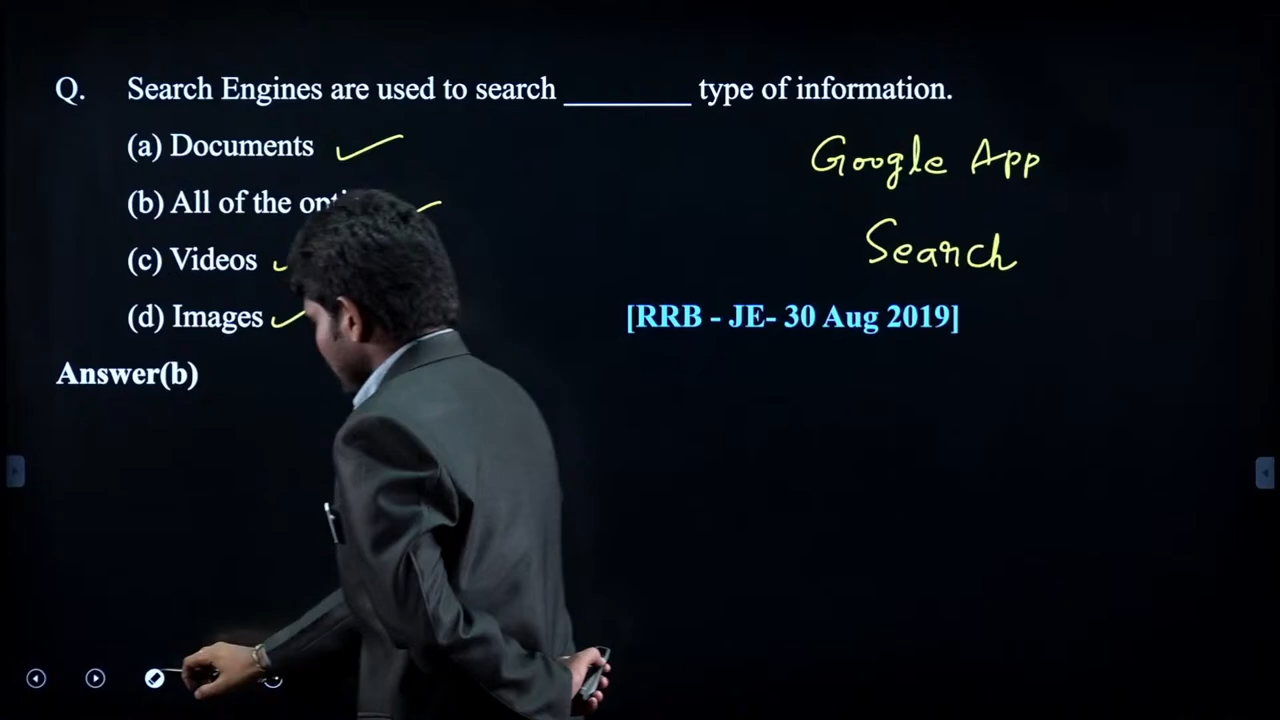 Q. Search Engines are used to search ________ type of information.
(a) Documents
(b) All of the
(c) Videos
(d) Images
Google App
Search
[RRB - JE- 30 Aug 2019]
Answer(b)